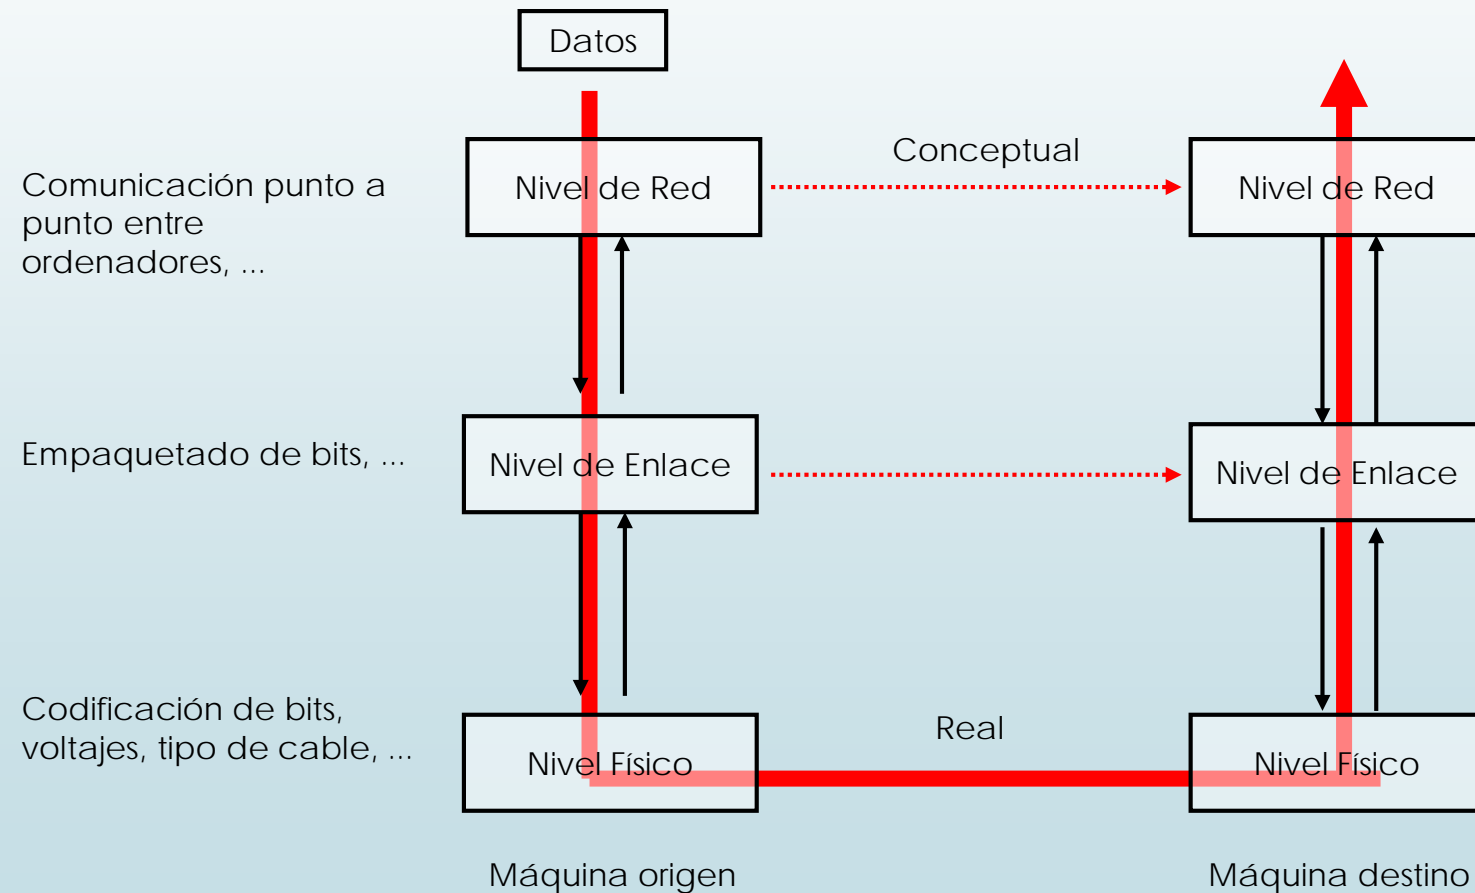 Datos
Conceptual
Comunicación punto a
punto entre
ordenadores, ...
Nivel de Red
Nivel de Red
Empaquetado de bits, ...
Nivel de Enlace
Nivel de Enlace
Codificación de bits,
voltajes, tipo de cable, ...
Real
Nivel Físico
Nivel Físico
Máquina origen
Máquina destino